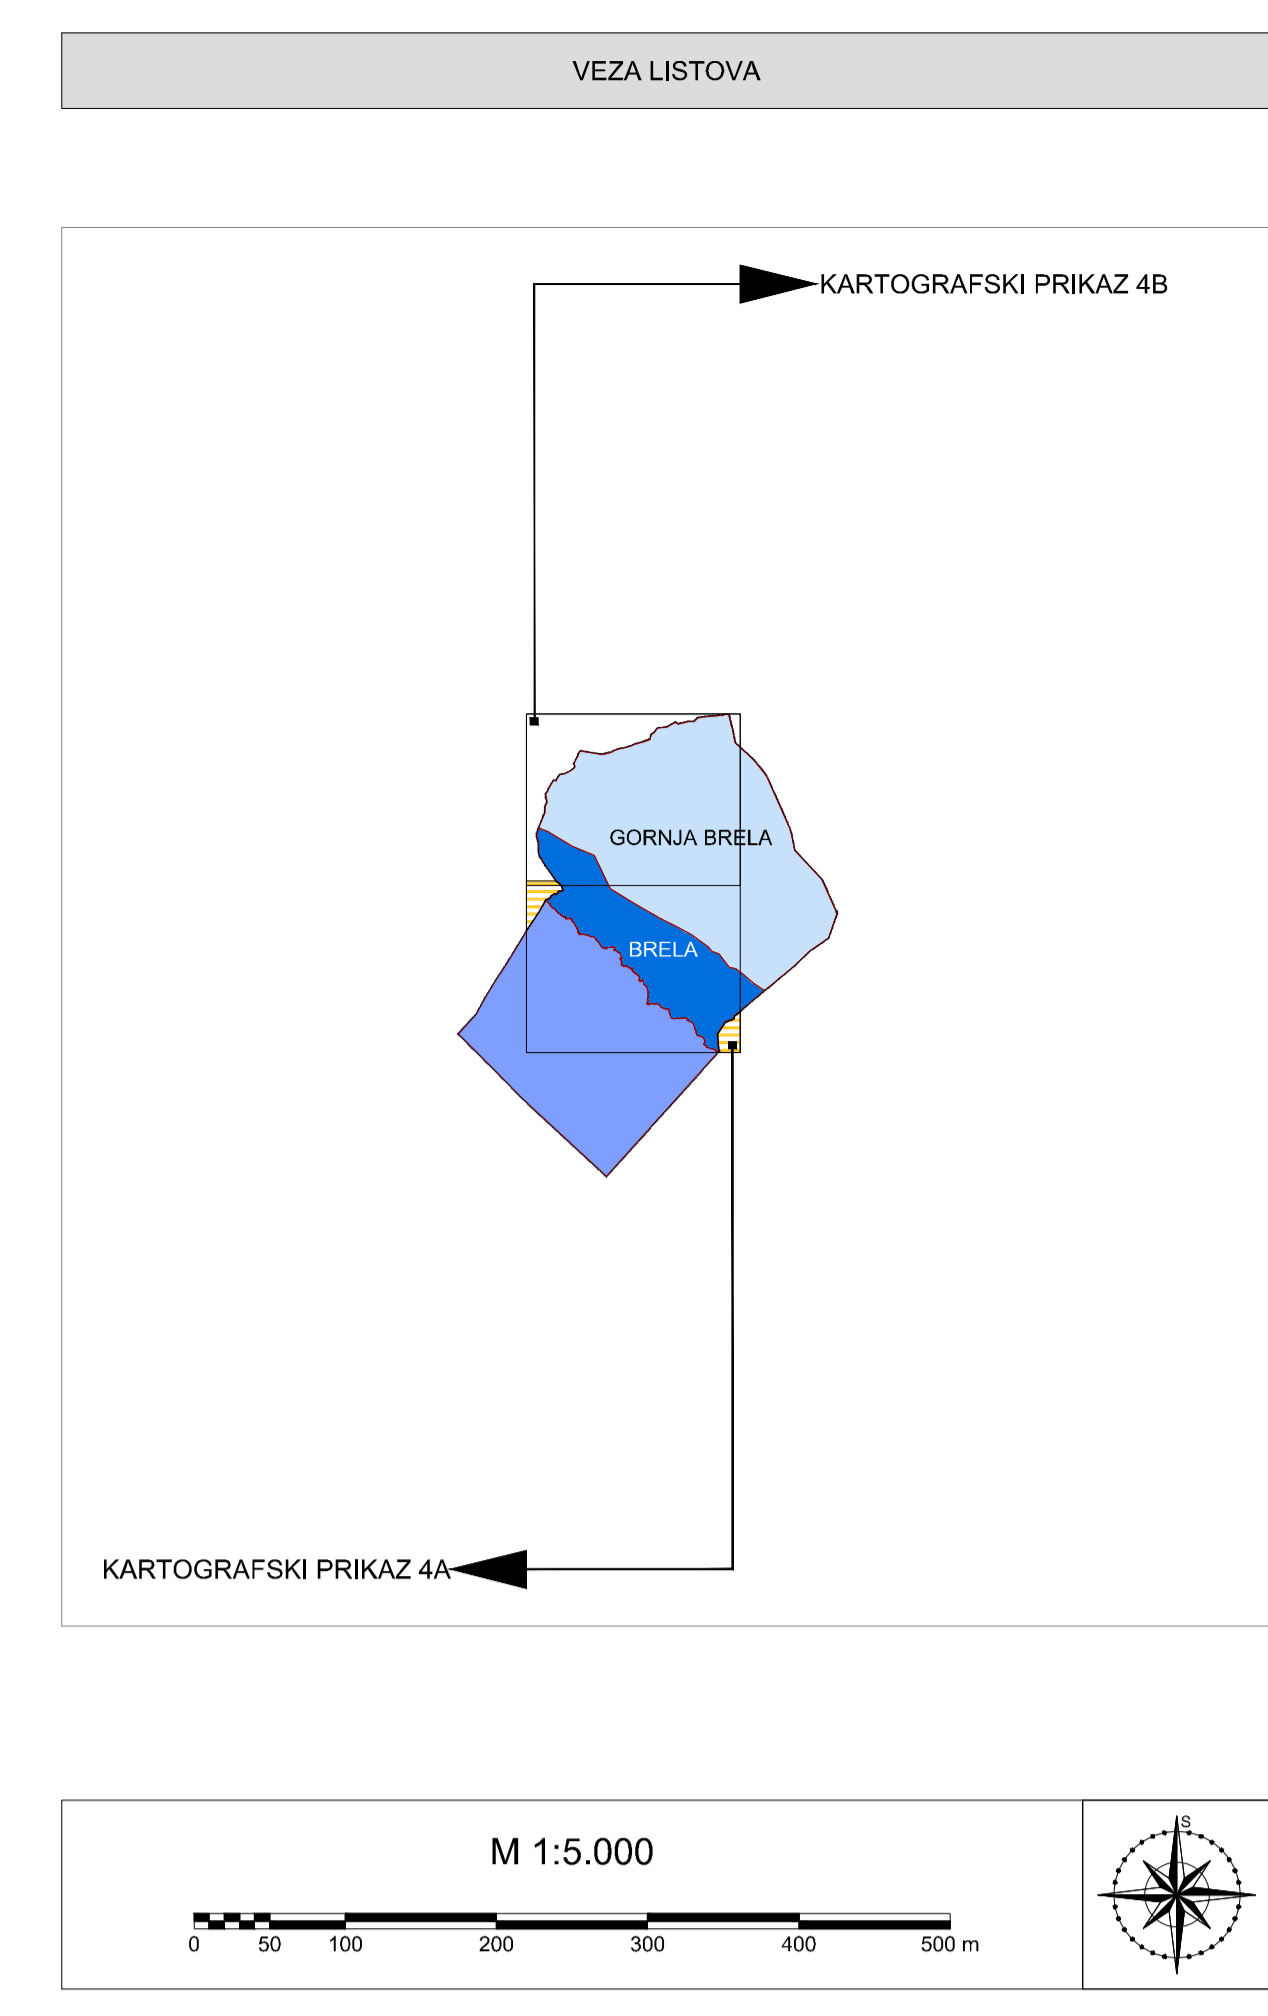 VEZA LISTOVA
KARTOGRAFSKI PRIKAZ 4B
GORNJA BRELA
BRELA
KARTOGRAFSKI PRIKAZ 4A
M 1:5.000
S
0 50 100 200 300 400 500 m